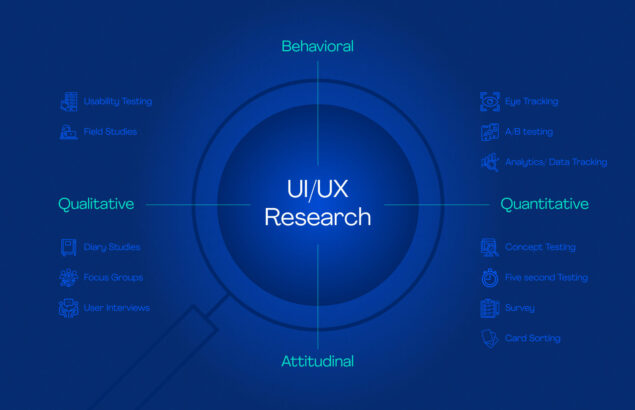 Behavioral
Usability Testing
Field Studies
Eye Tracking
A/B testing
Analytics/ Data Tracking
Qualitative
UI/UX
Research
Quantitative
Diary Studies
Focus Groups
User Interviews
Concept Testing
Five second Testing
Survey
Card Sorting
Attitudinal